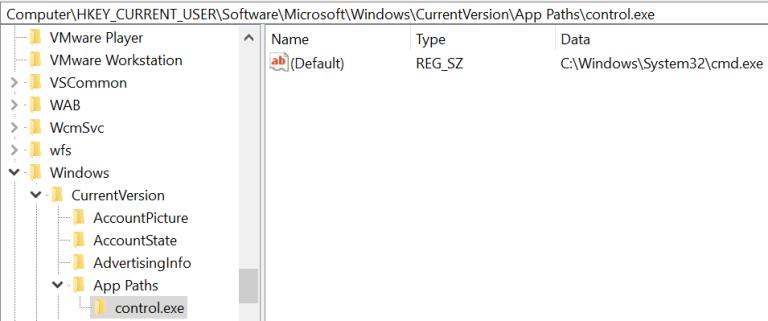 Computer\HKEY_CURRENT_USER\Software\Microsoft\Windows\CurrentVersion\App Paths\control.exe
VMware Player
VMware Workstation
VSCommon
WAB
WcmSvc
wfs
Windows
CurrentVersion
AccountPicture
AccountState
AdvertisingInfo
App Paths
control.exe
Name Type Data
ab (Default) REG_SZ C:\Windows\System32\cmd.exe